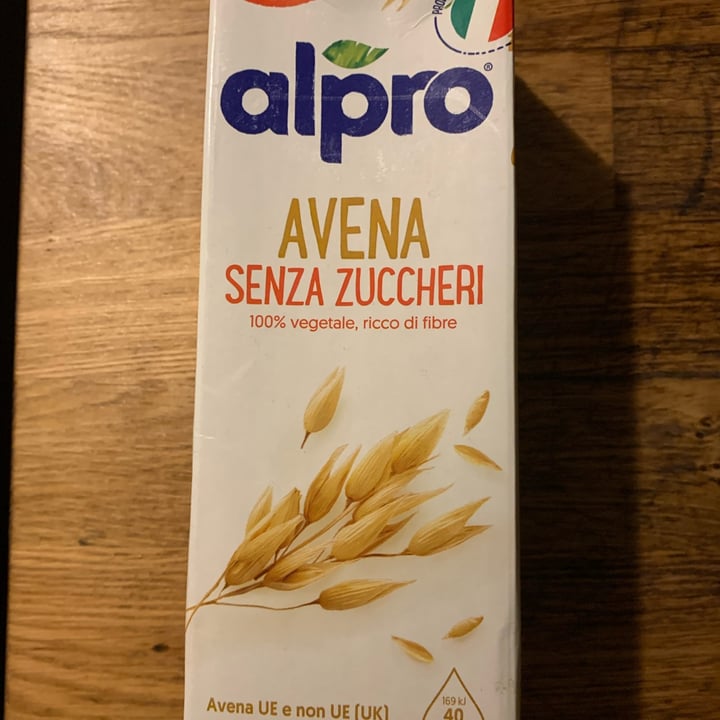 alpro®
AVENA
SENZA ZUCCHERI
100% vegetale, ricco di fibre
Avena UE e non UE (UK)
169 kJ
40